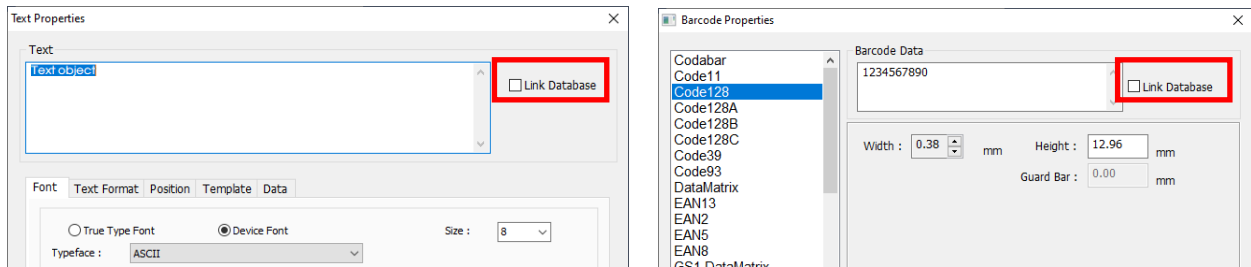 Text Properties
Text
Text object
Link Database
Font Text Format Position Template Data
True Type Font Device Font Size : 8
Typeface : ASCII
Barcode Properties
Codabar
Code11
Code128
Code128A
Code128B
Code128C
Code39
Code93
DataMatrix
EAN13
EAN2
EAN5
EAN8
GS1 DataMatrix
Barcode Data
1234567890
Link Database
Width : 0.38 mm Height : 12.96 mm
Guard Bar : 0.00 mm